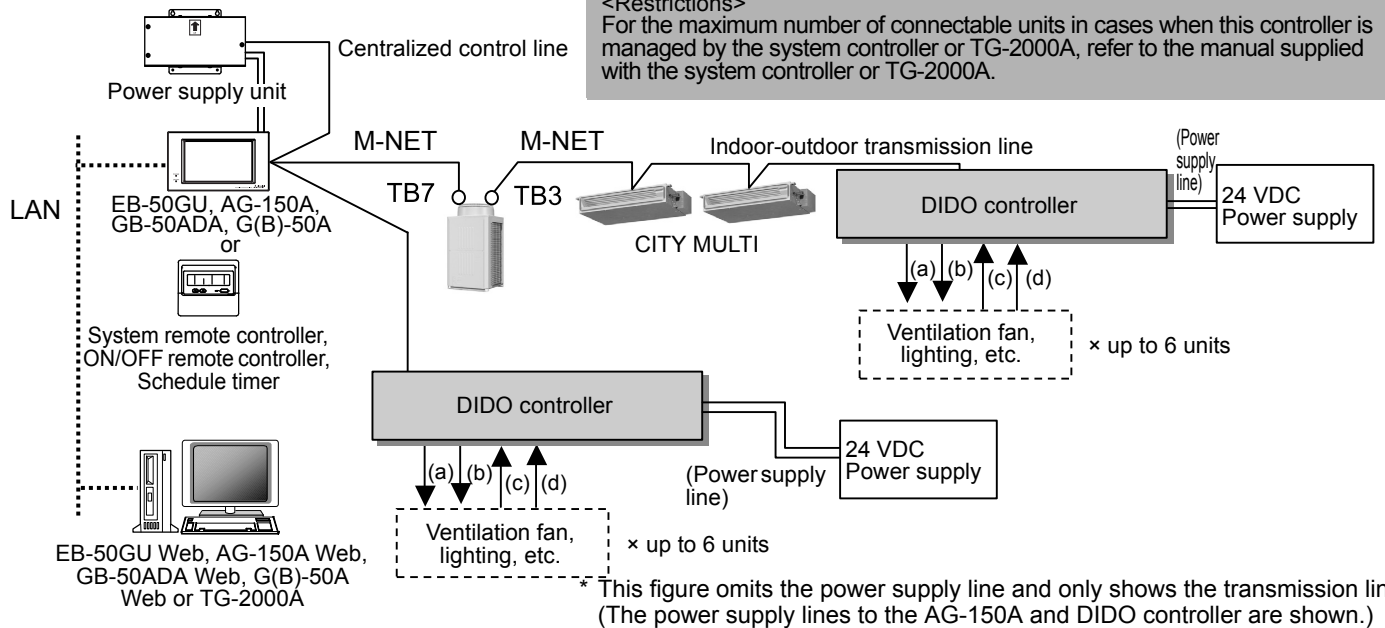 <Restrictions>
For the maximum number of connectable units in cases when this controller is
managed by the system controller or TG-2000A, refer to the manual supplied
with the system controller or TG-2000A.
Centralized control line
Power supply unit
LAN
M-NET
M-NET
TB7
TB3
Indoor-outdoor transmission line
(Power
supply
line)
24 VDC
Power supply
DIDO controller
EB-50GU, AG-150A,
GB-50ADA, G(B)-50A
or
CITY MULTI
(a)
(b)
(c)
(d)
Ventilation fan,
lighting, etc.
× up to 6 units
System remote controller,
ON/OFF remote controller,
Schedule timer
DIDO controller
24 VDC
Power supply
(Power supply
line)
(a)
(b)
(c)
(d)
Ventilation fan,
lighting, etc.
× up to 6 units
EB-50GU Web, AG-150A Web,
GB-50ADA Web, G(B)-50A
Web or TG-2000A
* This figure omits the power supply line and only shows the transmission
(The power supply lines to the AG-150A and DIDO controller are shown.)